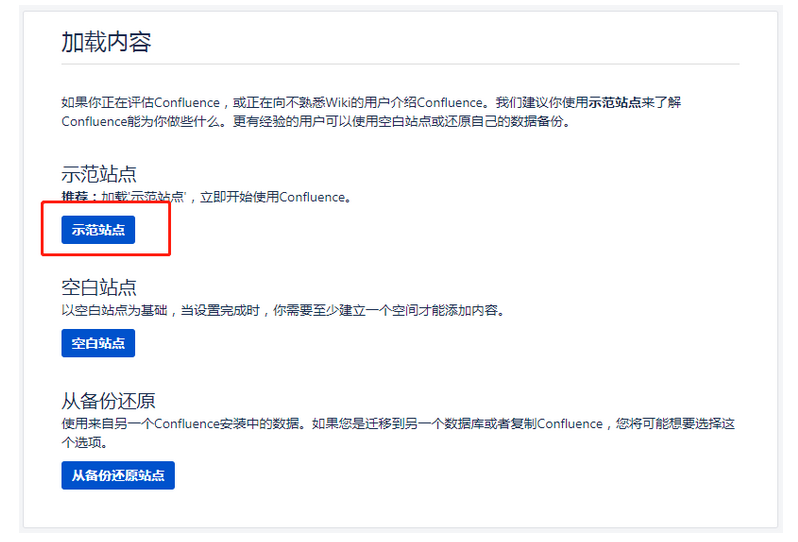 加载内容
如果你正在评估Confluence，或正在向不熟悉Wiki的用户介绍Confluence。我们建议你使用示范站点来了解
Confluence能为你做些什么。更有经验的用户可以使用空白站点或还原自己的数据备份。
示范站点
推荐：加载'示范站点'，立即开始使用Confluence。
示范站点
空白站点
以空白站点为基础，当设置完成时，你需要至少建立一个空间才能添加内容。
空白站点
从备份还原
使用来自另一个Confluence安装中的数据。如果您是迁移到另一个数据库或者复制Confluence，您将可能想要选择这
个选项。
从备份还原站点